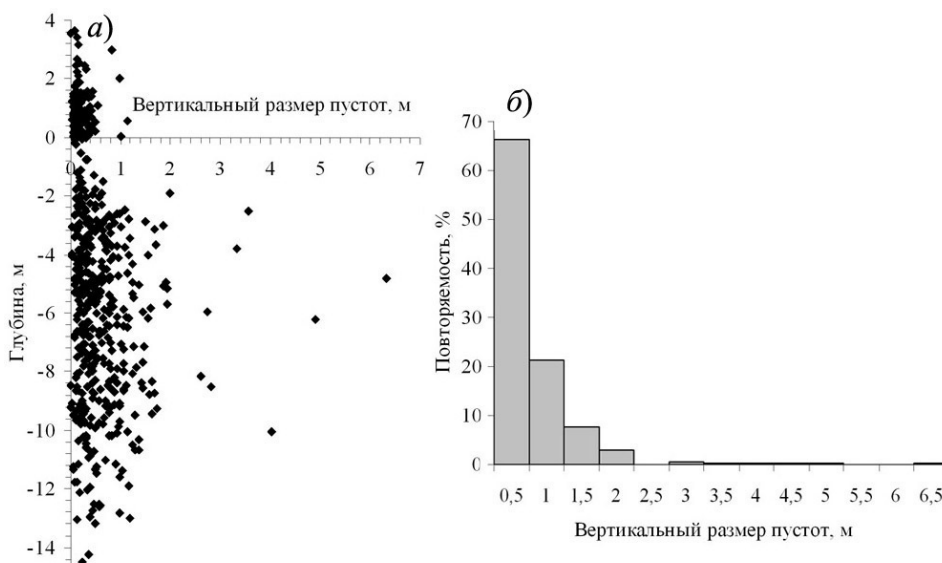 а)
4
2
0
-2
-4
-6
-8
-10
-12
-14
Глубина, м
Вертикальный размер пустот, м
0 1 2 3 4 5 6 7
б)
70
60
50
40
30
20
10
0
Повторяемость, %
0,5 1 1,5 2 2,5 3 3,5 4 4,5 5 5,5 6 6,5
Вертикальный размер пустот, м